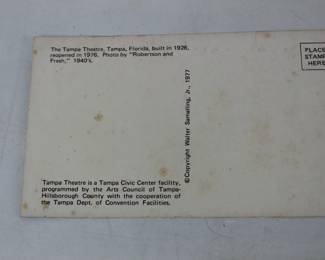 The Tampa Theatre, Tampa, Florida, built in 1926,
reopened in 1976. Photo by "Robertson and
Fresh," 1940's.
PLACE
STAMP
HERE
©Copyright Walter Samelling, Jr., 1977
Tampa Theatre is a Tampa Civic Center facility,
programmed by the Arts Council of Tampa-
Hillsborough County with the cooperation of
the Tampa Dept. of Convention Facilities.